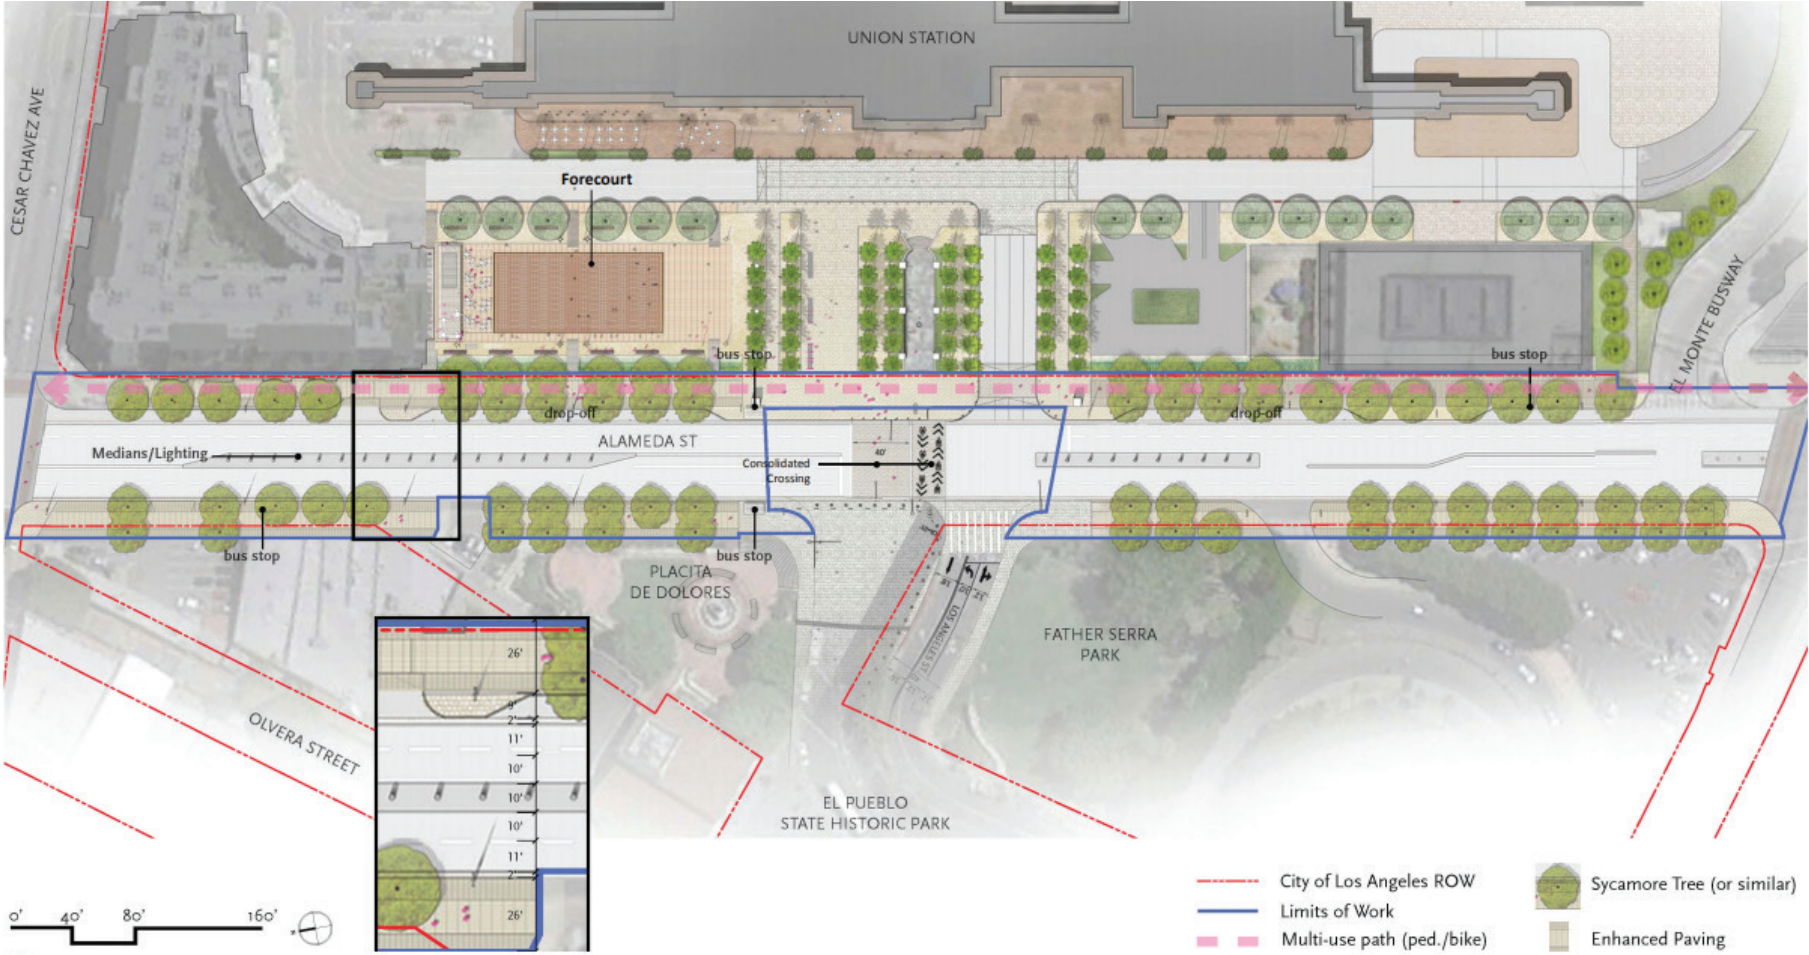 UNION STATION
CESAR CHAVEZ AVE
Forecourt
EL MONTE BUSWAY
bus stop
bus stop
drop-off
drop-off
ALAMEDA ST
Medians/Lighting
Consolidated
Crossing
40'
bus stop
bus stop
PLACITA
DE DOLORES
LOS ANGELES ST
FATHER SERRA
PARK
OLVERA STREET
EL PUEBLO
STATE HISTORIC PARK
26'
9'
2'
11'
10'
10'
10'
11'
2'
26'
City of Los Angeles ROW
Limits of Work
Multi-use path (ped./bike)
Sycamore Tree (or similar)
Enhanced Paving
0' 40' 80' 160'